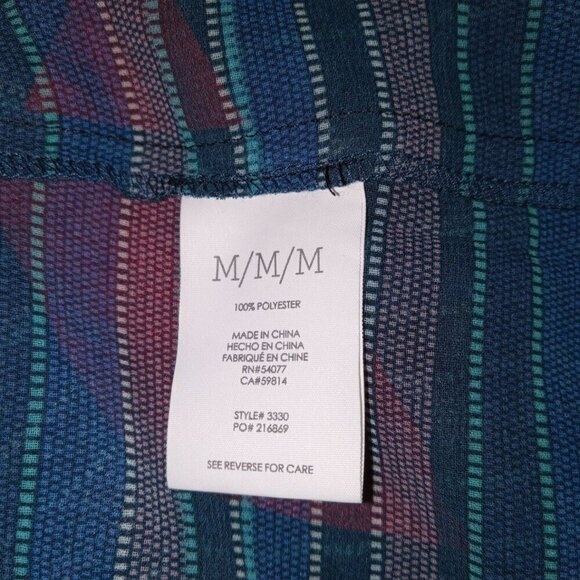 M/M/M
100% POLYESTER
MADE IN CHINA
HECHO EN CHINA
FABRIQUÉ EN CHINE
RN#54077
CA#59814
STYLE# 3330
PO# 216869
SEE REVERSE FOR CARE